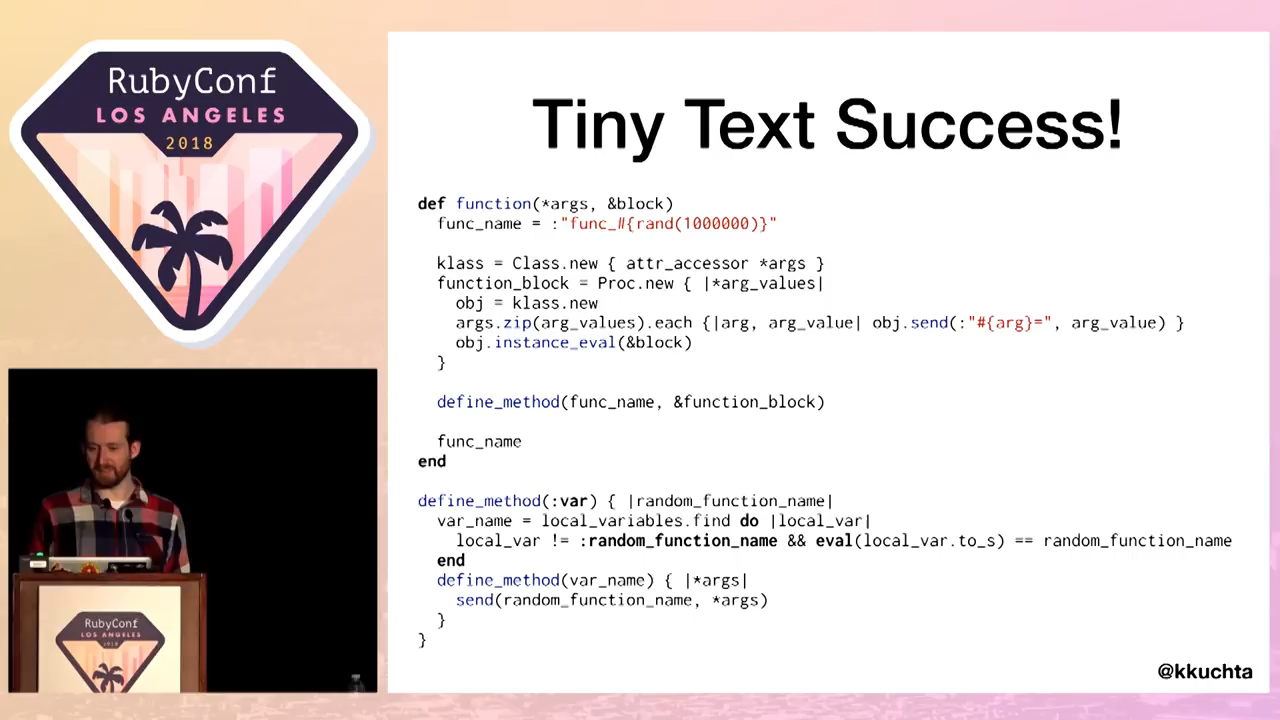 RubyConf
LOS ANGELES
2018
Tiny Text Success!
def function(*args, &block)
  func_name = :"func_#{rand(1000000)}"

  klass = Class.new { attr_accessor *args }
  function_block = Proc.new { |*arg_values|
    obj = klass.new
    args.zip(arg_values).each {|arg, arg_value| obj.send(:"#{arg}=", arg_value) }
    obj.instance_eval(&block)
  }

  define_method(func_name, &function_block)

  func_name
end

define_method(:var) { |random_function_name|
  var_name = local_variables.find do |local_var|
    local_var != :random_function_name && eval(local_var.to_s) == random_function_name
  end
  define_method(var_name) { |*args|
    send(random_function_name, *args)
  }
}
@kkuchta
RubyConf
LOS ANGELES
2018